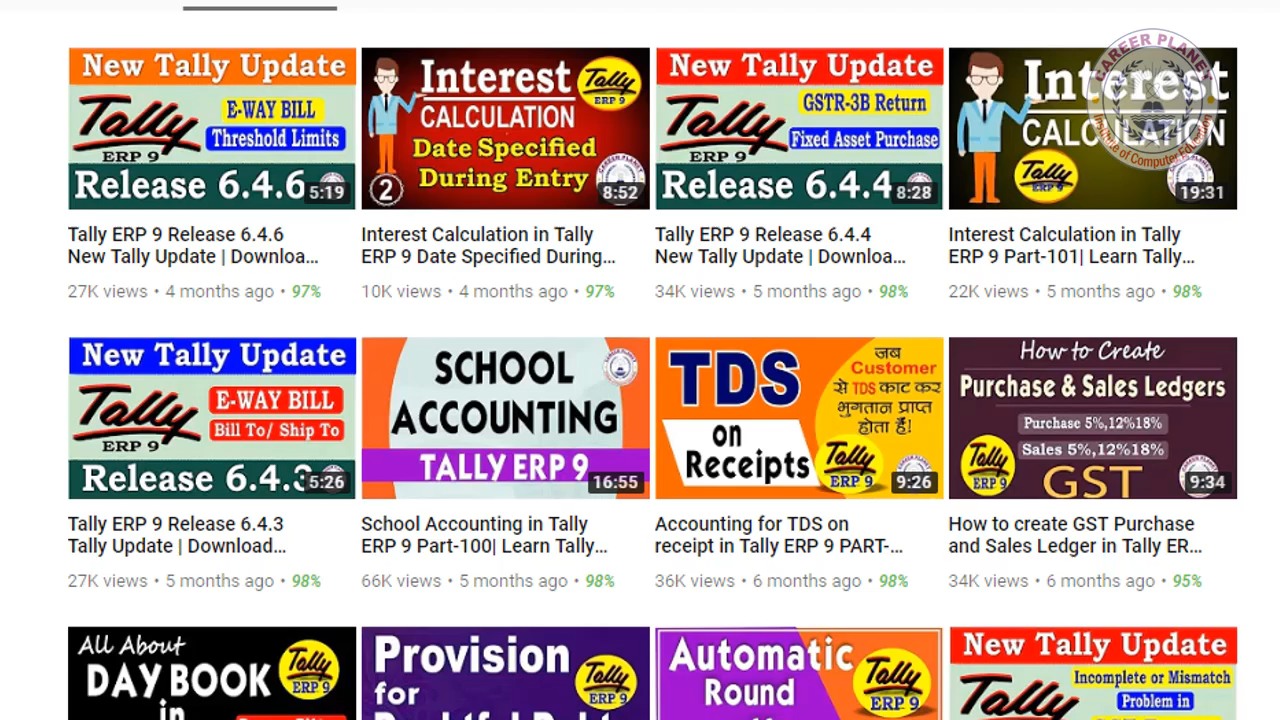 New Tally Update
E-WAY BILL
Threshold Limits
Tally
ERP 9
Release 6.4.6
5:19
Interest
CALCULATION
Tally
ERP 9
Date Specified
During Entry
2
8:52
New Tally Update
GSTR-3B Return
Tally
Fixed Asset Purchase
ERP 9
Release 6.4.4
8:28
CAREER PLANET
Interest
CALCULATION
Institute of Computer Education
Tally
ERP 9
19:31
Tally ERP 9 Release 6.4.6
New Tally Update | Downloa...
27K views • 4 months ago • 97%
Interest Calculation in Tally
ERP 9 Date Specified During...
10K views • 4 months ago • 97%
Tally ERP 9 Release 6.4.4
New Tally Update | Downloa...
34K views • 5 months ago • 98%
Interest Calculation in Tally
ERP 9 Part-101| Learn Tally...
22K views • 5 months ago • 98%
New Tally Update
E-WAY BILL
Tally
Bill To/ Ship To
ERP 9
Release 6.4.3
5:26
SCHOOL
ACCOUNTING
TALLY ERP 9
16:55
TDS
on
Receipts
जब
Customer
से TDS काट कर
भुगतान प्राप्त
होता हैं!
Tally
ERP 9
9:26
How to Create
Purchase & Sales Ledgers
Purchase 5%,12%18%
Sales 5%,12%18%
Tally
ERP 9
GST
9:34
Tally ERP 9 Release 6.4.3
Tally Update | Download...
27K views • 5 months ago • 98%
School Accounting in Tally
ERP 9 Part-100| Learn Tally...
66K views • 5 months ago • 98%
Accounting for TDS on
receipt in Tally ERP 9 PART-...
36K views • 6 months ago • 98%
How to create GST Purchase
and Sales Ledger in Tally ER...
34K views • 6 months ago • 95%
All About
DAY BOOK
in
Tally
ERP 9
Provision
for
Tally
ERP 9
Automatic
Round
Tally
ERP 9
New Tally Update
Incomplete or Mismatch
Problem in
Tally